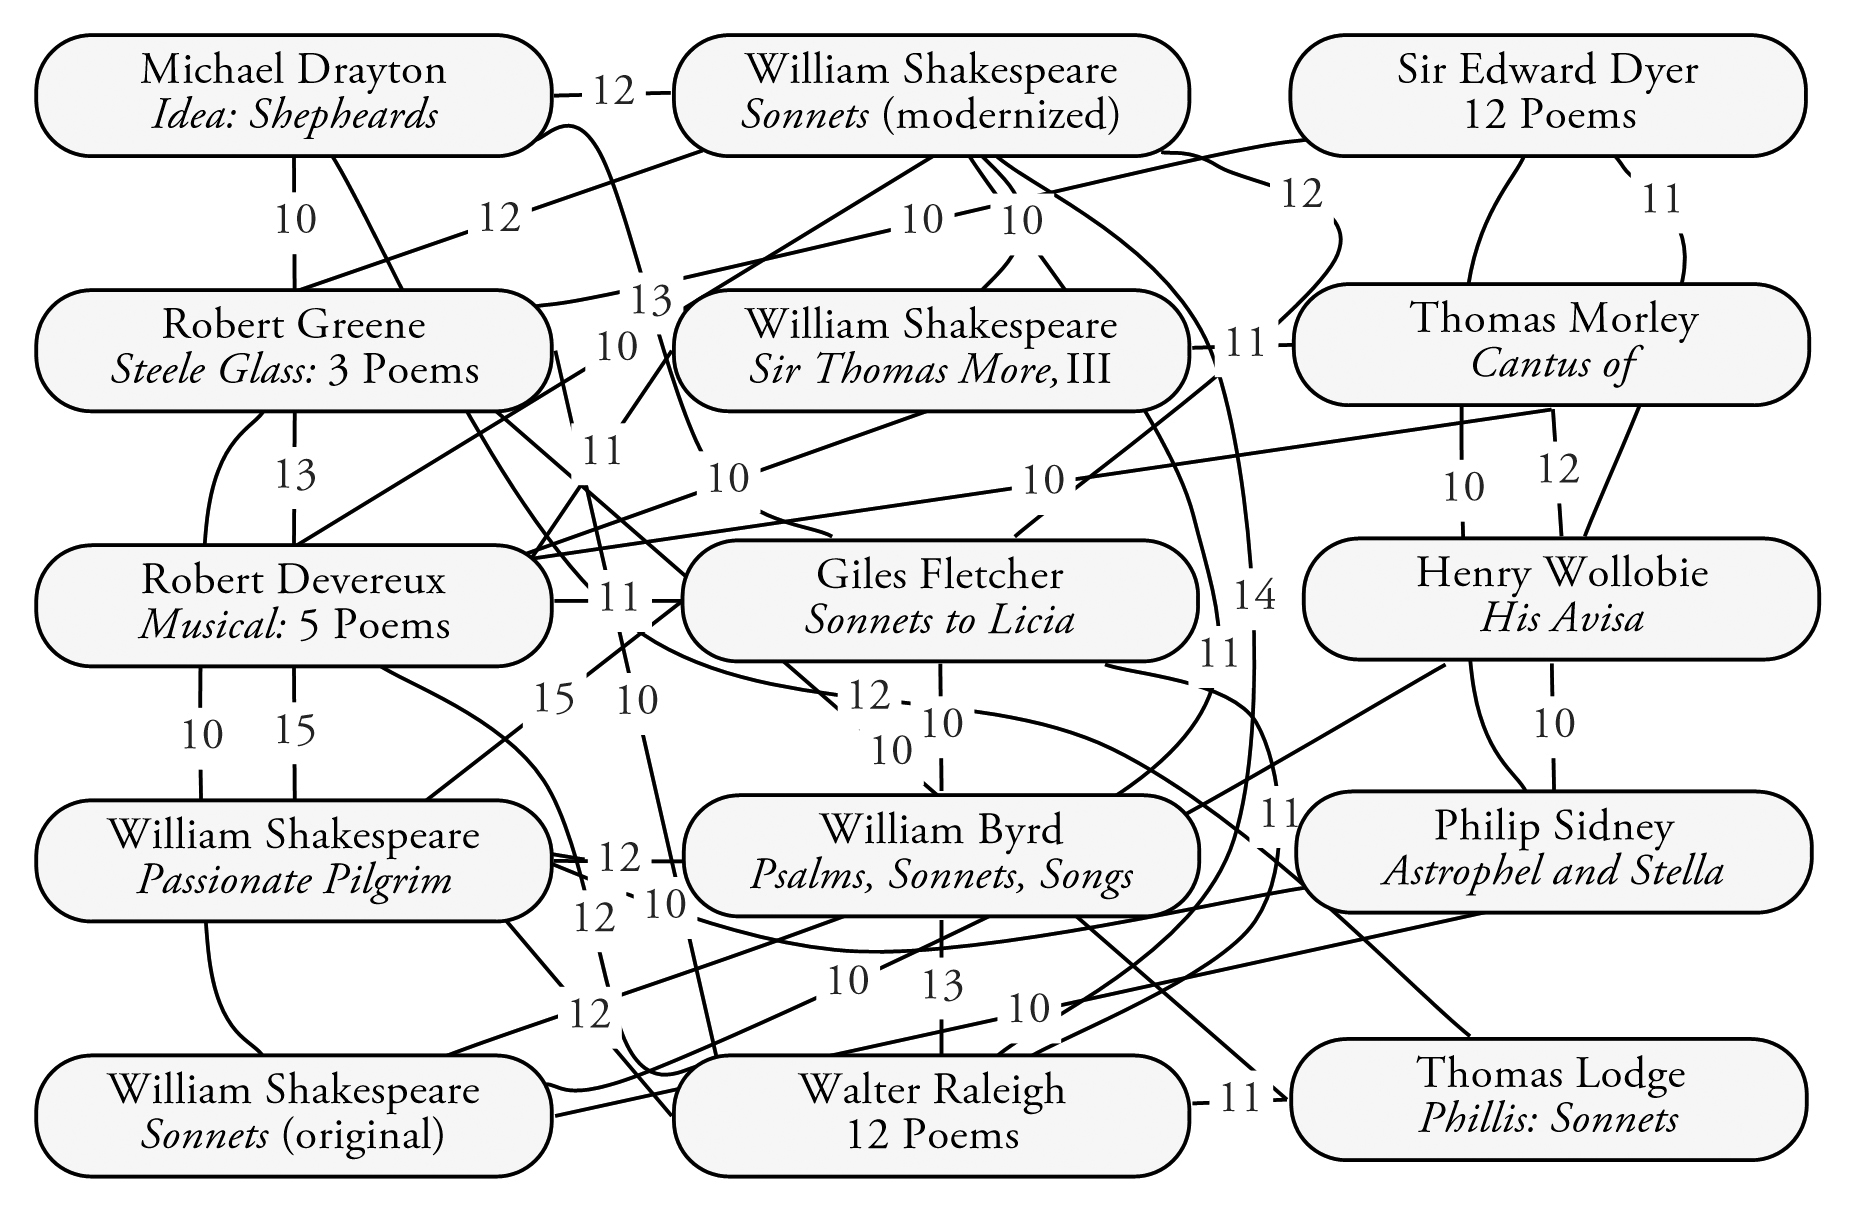 Michael Drayton
Idea: Shepheards
12
William Shakespeare
Sonnets (modernized)
Sir Edward Dyer
12 Poems
10
12
10
10
12
11
13
10
Robert Greene
Steele Glass: 3 Poems
William Shakespeare
Sir Thomas More, III
11
Thomas Morley
Cantus of
13
11
10
10
10
12
Robert Devereux
Musical: 5 Poems
11
Giles Fletcher
Sonnets to Licia
14
11
Henry Wollobie
His Avisa
10
15
15
10
12
10
10
10
11
William Shakespeare
Passionate Pilgrim
12
12
10
William Byrd
Psalms, Sonnets, Songs
Philip Sidney
Astrophel and Stella
12
10
13
10
William Shakespeare
Sonnets (original)
Walter Raleigh
12 Poems
11
Thomas Lodge
Phillis: Sonnets